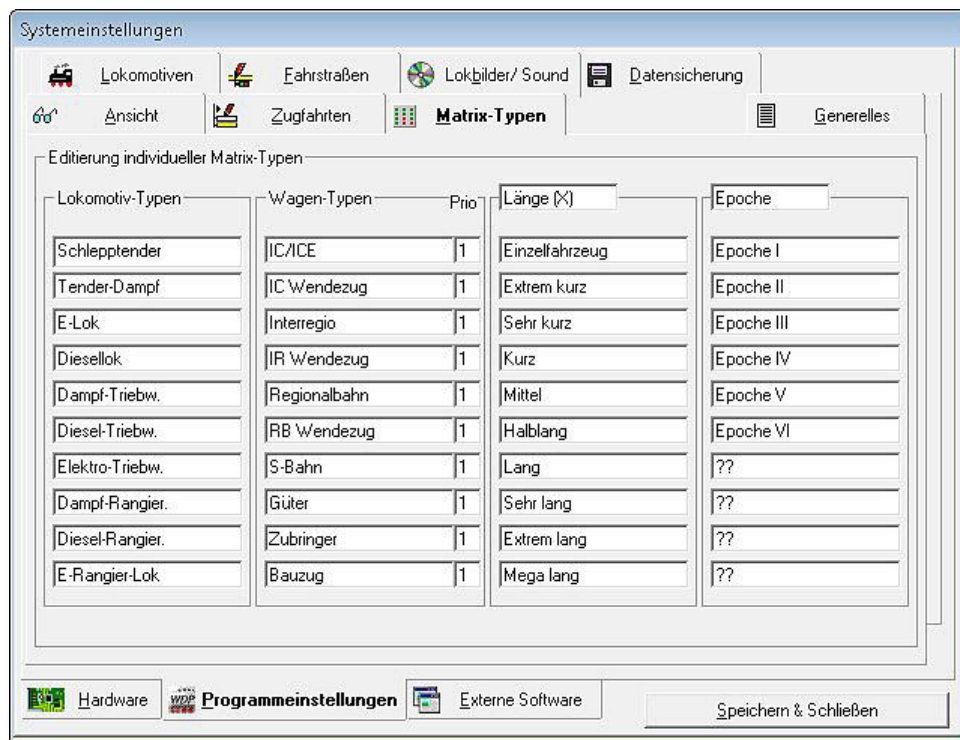 Systemeinstellungen
Lokomotiven Fahrstraßen Lokbilder/ Sound Datensicherung
Ansicht Zugfahrten Matrix-Typen Generelles
Editierung individueller Matrix-Typen
Lokomotiv-Typen Wagen-Typen Prio Länge (X) Epoche
Schlepptender IC/ICE 1 Einzelfahrzeug Epoche I
Tender-Dampf IC Wendezug 1 Extrem kurz Epoche II
E-Lok Interregio 1 Sehr kurz Epoche III
Diesellok IR Wendezug 1 Kurz Epoche IV
Dampf-Triebw. Regionalbahn 1 Mittel Epoche V
Diesel-Triebw. RB Wendezug 1 Halblang Epoche VI
Elektro-Triebw. S-Bahn 1 Lang ??
Dampf-Rangier. Güter 1 Sehr lang ??
Diesel-Rangier. Zubringer 1 Extrem lang ??
E-Rangier-Lok Bauzug 1 Mega lang ??
Hardware WDP Programmeinstellungen Externe Software Speichern & Schließen